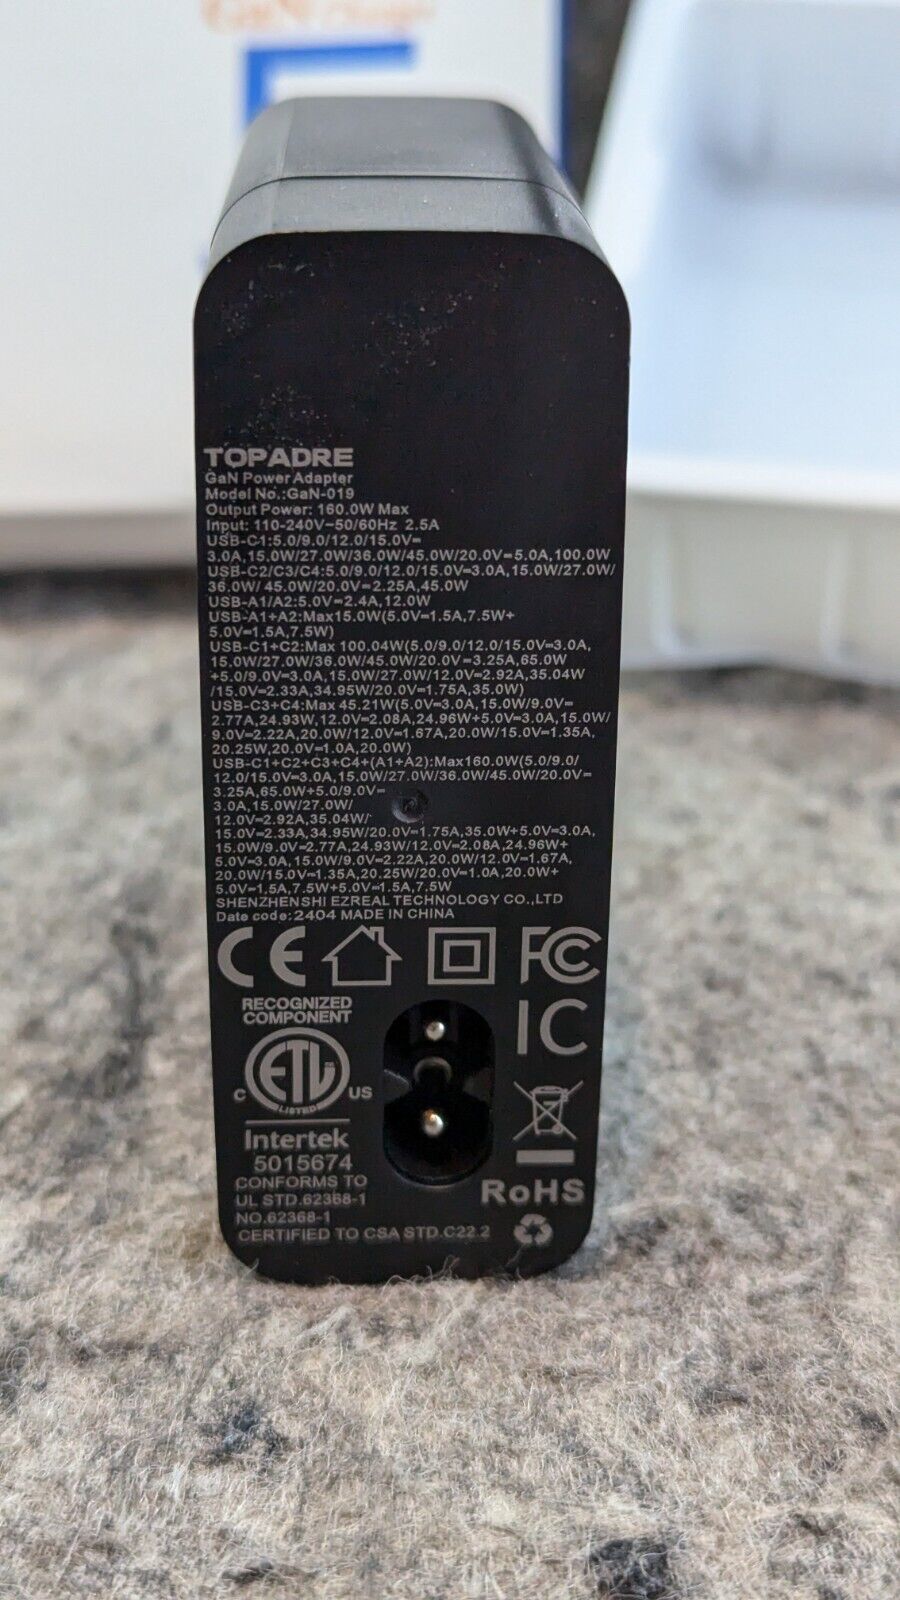 GaN Charger
TOPADRE
GaN Power Adapter
Model No.:GaN-019
Output Power: 160.0W Max
Input: 110-240V~50/60Hz 2.5A
USB-C1:5.0/9.0/12.0/15.0V=
3.0A,15.0W/27.0W/36.0W/45.0W/20.0V=5.0A,100.0W
USB-C2/C3/C4:5.0/9.0/12.0/15.0V=3.0A,15.0W/27.0W/
36.0W/ 45.0W/20.0V=2.25A,45.0W
USB-A1/A2:5.0V=2.4A,12.0W
USB-A1+A2:Max15.0W(5.0V=1.5A,7.5W+
5.0V=1.5A,7.5W)
USB-C1+C2:Max 100.04W(5.0/9.0/12.0/15.0V=3.0A,
15.0W/27.0W/36.0W/45.0W/20.0V=3.25A,65.0W
+5.0/9.0V=3.0A,15.0W/27.0W/12.0V=2.92A,35.04W
/15.0V=2.33A,34.95W/20.0V=1.75A,35.0W)
USB-C3+C4:Max 45.21W(5.0V=3.0A,15.0W/9.0V=
2.77A,24.93W,12.0V=2.08A,24.96W+5.0V=3.0A,15.0W/
9.0V=2.22A,20.0W/12.0V=1.67A,20.0W/15.0V=1.35A,
20.25W,20.0V=1.0A,20.0W)
USB-C1+C2+C3+C4+(A1+A2):Max160.0W(5.0/9.0/
12.0/15.0V=3.0A,15.0W/27.0W/36.0W/45.0W/20.0V=
3.25A,65.0W+5.0/9.0V=
3.0A,15.0W/27.0W/
12.0V=2.92A,35.04W/
15.0V=2.33A,34.95W/20.0V=1.75A,35.0W+5.0V=3.0A,
15.0W/9.0V=2.77A,24.93W/12.0V=2.08A,24.96W+
5.0V=3.0A,15.0W/9.0V=2.22A,20.0W/12.0V=1.67A,
20.0W/15.0V=1.35A,20.25W/20.0V=1.0A,20.0W+
5.0V=1.5A,7.5W+5.0V=1.5A,7.5W
SHENZHENSHI EZREAL TECHNOLOGY CO.,LTD
Date code:2404 MADE IN CHINA
CE FC
RECOGNIZED
COMPONENT
IC
ETL
C US
LISTED
Intertek
5015674
CONFORMS TO
UL STD.62368-1
NO.62368-1
CERTIFIED TO CSA STD.C22.2
RoHS